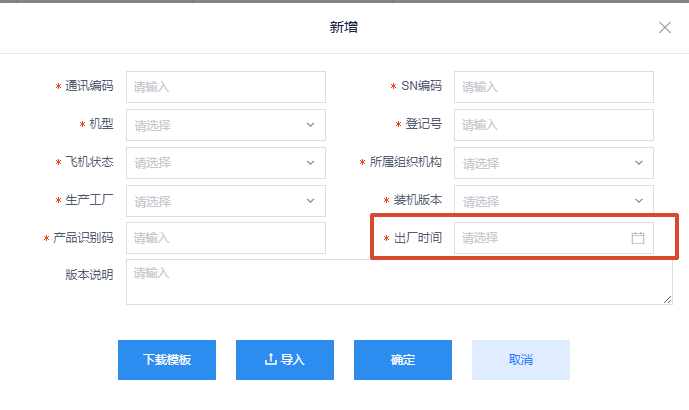 新增
* 通讯编码 请输入 * SN编码 请输入
* 机型 请选择 * 登记号 请输入
* 飞机状态 请选择 * 所属组织机构 请选择
* 生产工厂 请选择 * 装机版本 请选择
* 产品识别码 请输入 * 出厂时间 请选择
版本说明 请输入
下载模板 导入 确定 取消